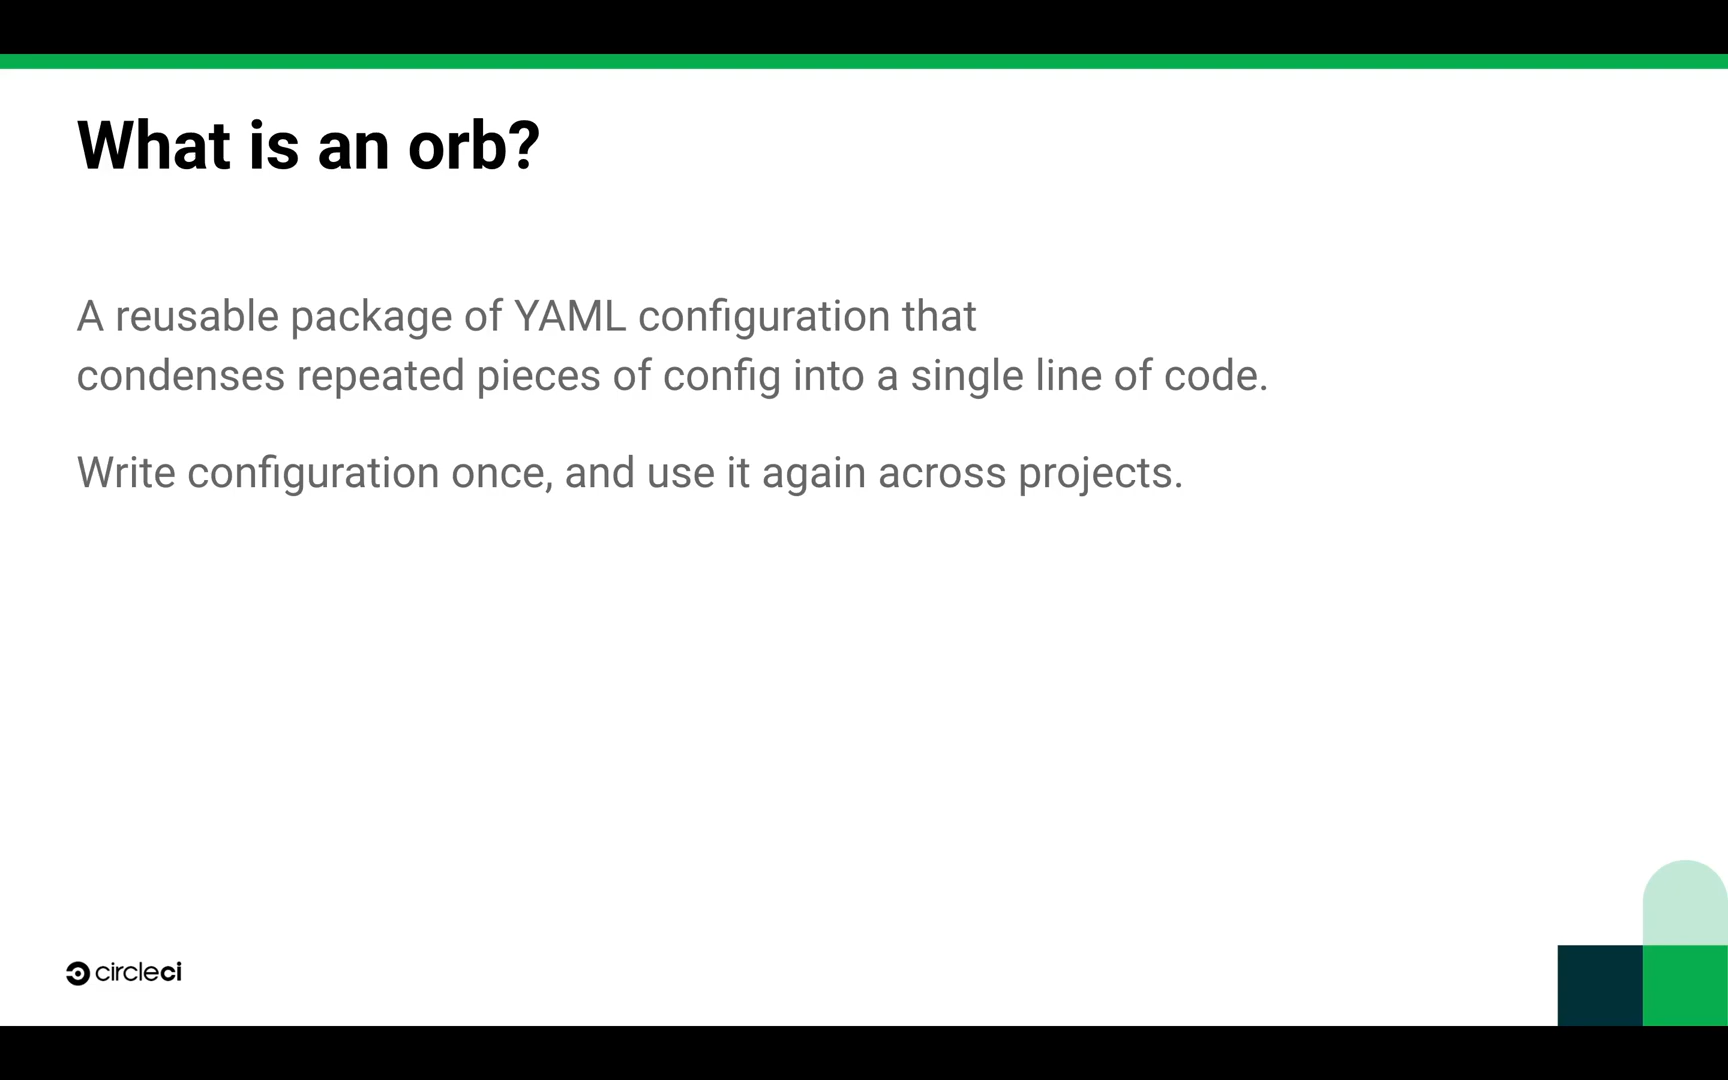 What is an orb?
A reusable package of YAML configuration that
condenses repeated pieces of config into a single line of code.
Write configuration once, and use it again across projects.
circleci